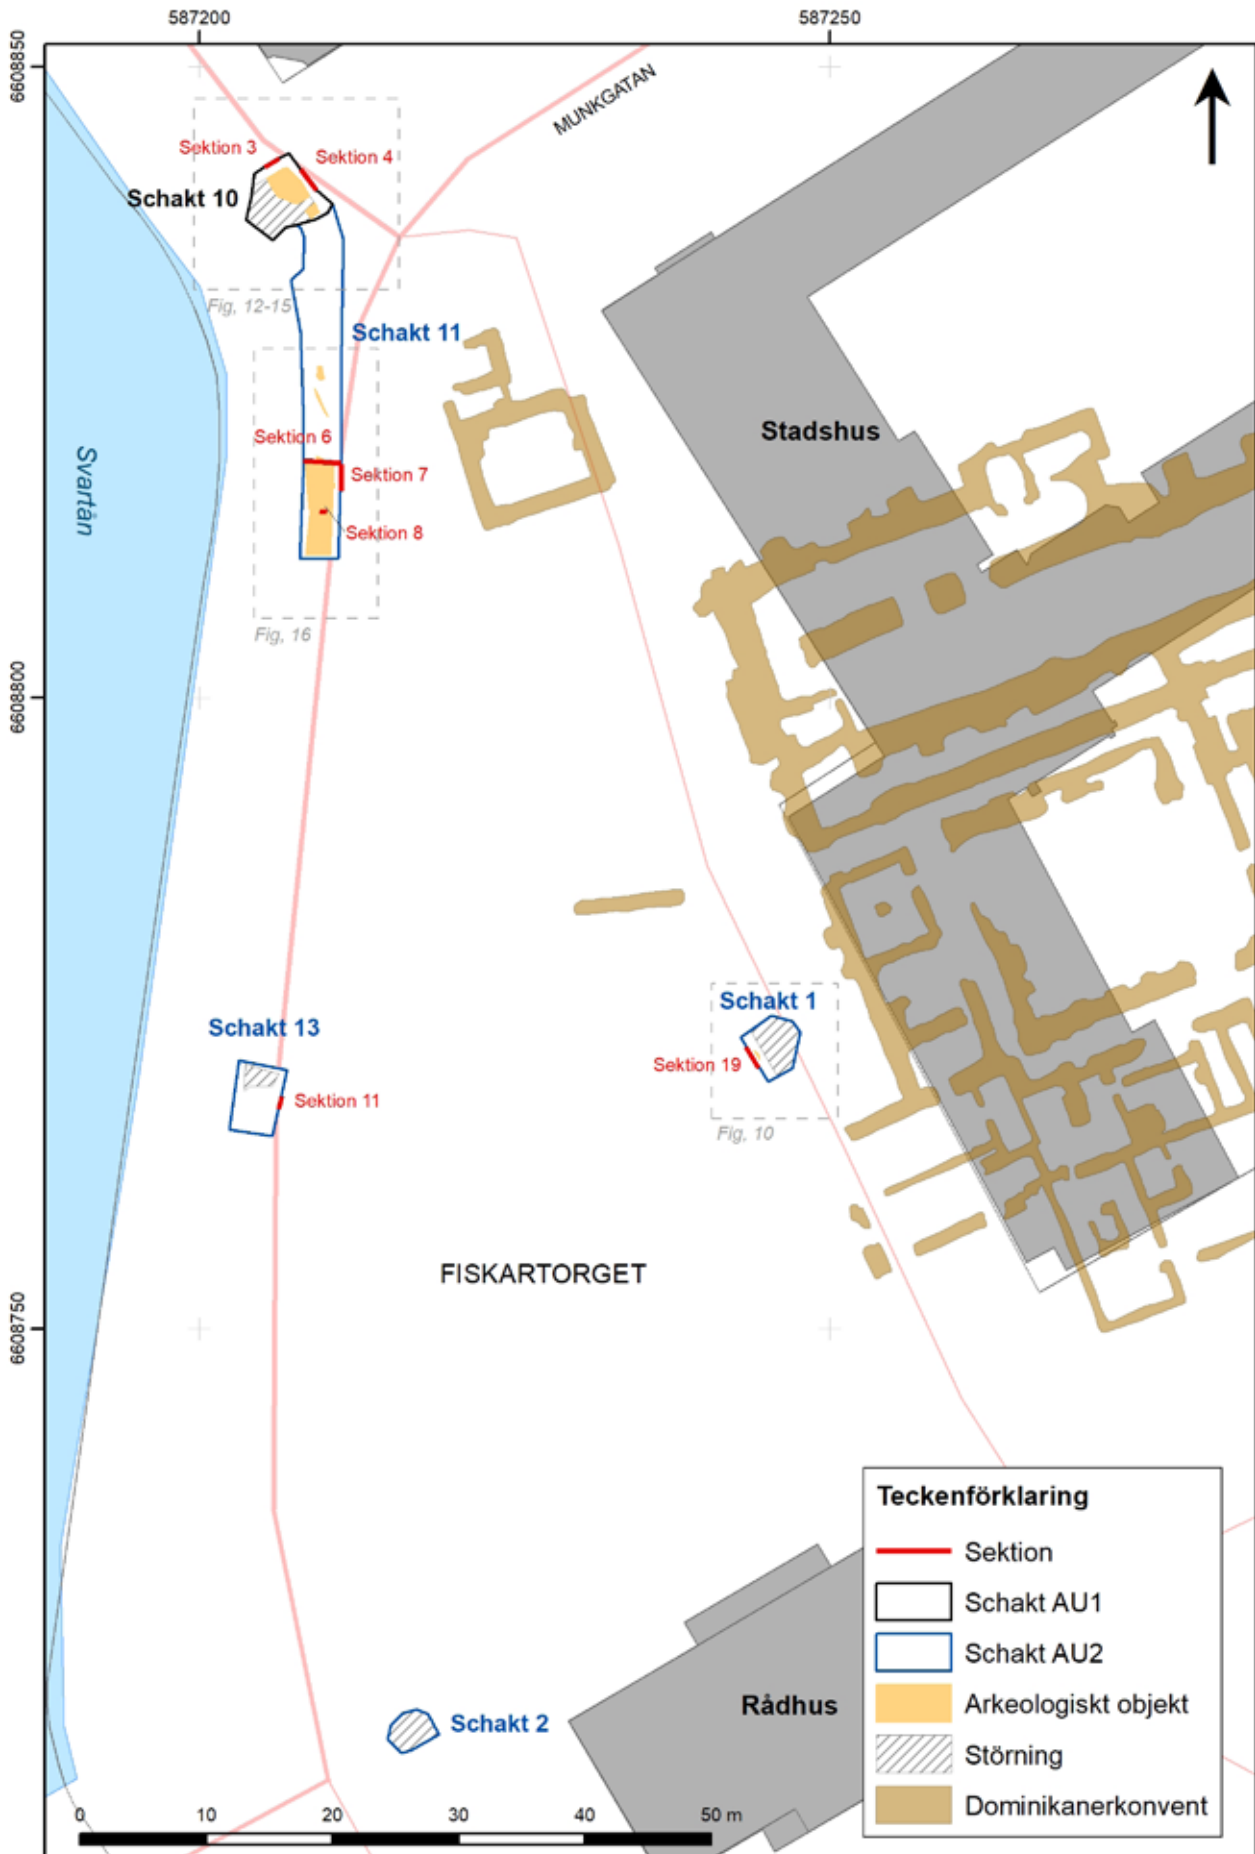 587200
587250
6608850
MUNKGATAN
Sektion 3
Sektion 4
Schakt 10
Fig, 12-15
Schakt 11
Stadshus
Sektion 6
Sektion 7
Svartån
Sektion 8
Fig, 16
6608800
Schakt 1
Schakt 13
Sektion 19
Sektion 11
Fig, 10
FISKARTORGET
6608750
Teckenförklaring
Sektion
Schakt AU1
Schakt AU2
Arkeologiskt objekt
Störning
Dominikanerkonvent
Rådhus
Schakt 2
0 10 20 30 40 50 m